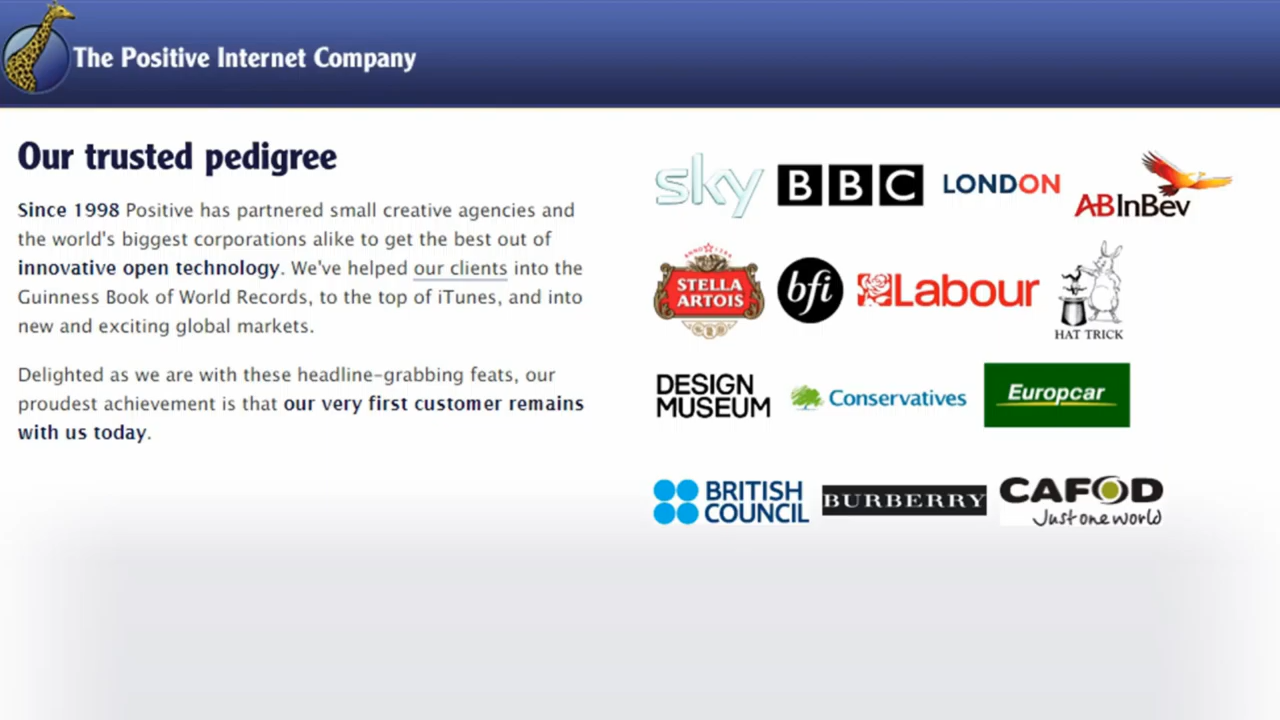 The Positive Internet Company
Our trusted pedigree
Since 1998 Positive has partnered small creative agencies and
the world's biggest corporations alike to get the best out of
innovative open technology. We've helped our clients into the
Guinness Book of World Records, to the top of iTunes, and into
new and exciting global markets.
Delighted as we are with these headline-grabbing feats, our
proudest achievement is that our very first customer remains
with us today.
sky
BBC
LONDON
ABInBev
STELLA
ARTOIS
bfi
Labour
HAT TRICK
DESIGN
MUSEUM
Conservatives
Europcar
BRITISH
COUNCIL
BURBERRY
CAFOD
Just one world